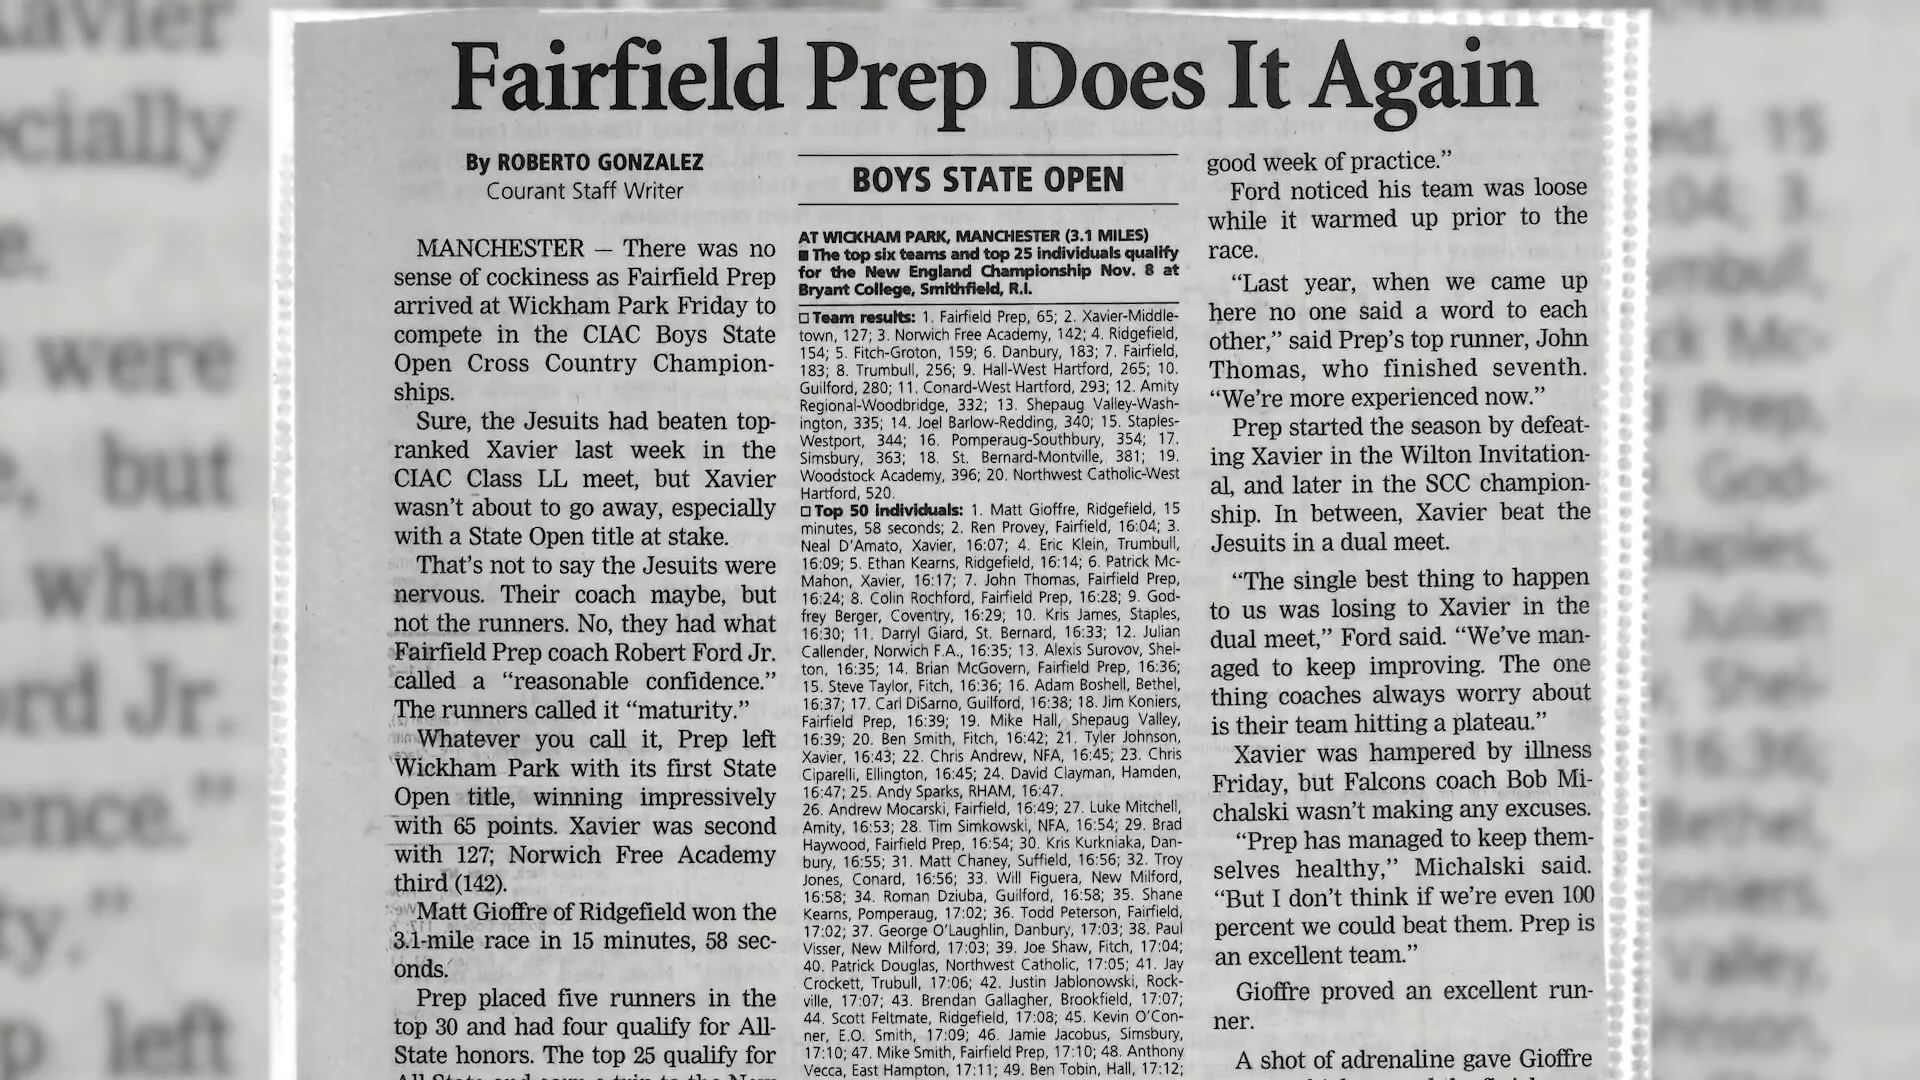 Fairfield Prep Does It Again
By ROBERTO GONZALEZ
Courant Staff Writer
MANCHESTER — There was no
sense of cockiness as Fairfield Prep
arrived at Wickham Park Friday to
compete in the CIAC Boys State
Open Cross Country Champion-
ships.
Sure, the Jesuits had beaten top-
ranked Xavier last week in the
CIAC Class LL meet, but Xavier
wasn't about to go away, especially
with a State Open title at stake.
That's not to say the Jesuits were
nervous. Their coach maybe, but
not the runners. No, they had what
Fairfield Prep coach Robert Ford Jr.
called a “reasonable confidence.”
The runners called it “maturity.”
Whatever you call it, Prep left
Wickham Park with its first State
Open title, winning impressively
with 65 points. Xavier was second
with 127; Norwich Free Academy
third (142).
Matt Gioffre of Ridgefield won the
3.1-mile race in 15 minutes, 58 sec-
onds.
Prep placed five runners in the
top 30 and had four qualify for All-
State honors. The top 25 qualify for
BOYS STATE OPEN
AT WICKHAM PARK, MANCHESTER (3.1 MILES)
■ The top six teams and top 25 individuals qualify
for the New England Championship Nov. 8 at
Bryant College, Smithfield, R.I.
□ Team results: 1. Fairfield Prep, 65; 2. Xavier-Middle-
town, 127; 3. Norwich Free Academy, 142; 4. Ridgefield,
154; 5. Fitch-Groton, 159; 6. Danbury, 183; 7. Fairfield,
183; 8. Trumbull, 256; 9. Hall-West Hartford, 265; 10.
Guilford, 280; 11. Conard-West Hartford, 293; 12. Amity
Regional-Woodbridge, 332; 13. Shepaug Valley-Wash-
ington, 335; 14. Joel Barlow-Redding, 340; 15. Staples-
Westport, 344; 16. Pomperaug-Southbury, 354; 17.
Simsbury, 363; 18. St. Bernard-Montville, 381; 19.
Woodstock Academy, 396; 20. Northwest Catholic-West
Hartford, 520.
□ Top 50 individuals: 1. Matt Gioffre, Ridgefield, 15
minutes, 58 seconds; 2. Ren Provey, Fairfield, 16:04; 3.
Neal D'Amato, Xavier, 16:07; 4. Eric Klein, Trumbull,
16:09; 5. Ethan Kearns, Ridgefield, 16:14; 6. Patrick Mc-
Mahon, Xavier, 16:17; 7. John Thomas, Fairfield Prep,
16:24; 8. Colin Rochford, Fairfield Prep, 16:28; 9. God-
frey Berger, Coventry, 16:29; 10. Kris James, Staples,
16:30; 11. Darryl Giard, St. Bernard, 16:33; 12. Julian
Callender, Norwich F.A., 16:35; 13. Alexis Surovov, Shel-
ton, 16:35; 14. Brian McGovern, Fairfield Prep, 16:36;
15. Steve Taylor, Fitch, 16:36; 16. Adam Boshell, Bethel,
16:37; 17. Carl DiSarno, Guilford, 16:38; 18. Jim Koniers,
Fairfield Prep, 16:39; 19. Mike Hall, Shepaug Valley,
16:39; 20. Ben Smith, Fitch, 16:42; 21. Tyler Johnson,
Xavier, 16:43; 22. Chris Andrew, NFA, 16:45; 23. Chris
Ciparelli, Ellington, 16:45; 24. David Clayman, Hamden,
16:47; 25. Andy Sparks, RHAM, 16:47.
26. Andrew Mocarski, Fairfield, 16:49; 27. Luke Mitchell,
Amity, 16:53; 28. Tim Simkowski, NFA, 16:54; 29. Brad
Haywood, Fairfield Prep, 16:54; 30. Kris Kurkniaka, Dan-
bury, 16:55; 31. Matt Chaney, Suffield, 16:56; 32. Troy
Jones, Conard, 16:56; 33. Will Figuera, New Milford,
16:58; 34. Roman Dziuba, Guilford, 16:58; 35. Shane
Kearns, Pomperaug, 17:02; 36. Todd Peterson, Fairfield,
17:02; 37. George O'Laughlin, Danbury, 17:03; 38. Paul
Visser, New Milford, 17:03; 39. Joe Shaw, Fitch, 17:04;
40. Patrick Douglas, Northwest Catholic, 17:05; 41. Jay
Crockett, Trubull, 17:06; 42. Justin Jablonowski, Rock-
ville, 17:07; 43. Brendan Gallagher, Brookfield, 17:07;
44. Scott Feltmate, Ridgefield, 17:08; 45. Kevin O'Con-
ner, E.O. Smith, 17:09; 46. Jamie Jacobus, Simsbury,
17:10; 47. Mike Smith, Fairfield Prep, 17:10; 48. Anthony
Vecca, East Hampton, 17:11; 49. Ben Tobin, Hall, 17:12;
good week of practice.”
Ford noticed his team was loose
while it warmed up prior to the
race.
“Last year, when we came up
here no one said a word to each
other,” said Prep's top runner, John
Thomas, who finished seventh.
“We're more experienced now.”
Prep started the season by defeat-
ing Xavier in the Wilton Invitation-
al, and later in the SCC champion-
ship. In between, Xavier beat the
Jesuits in a dual meet.
“The single best thing to happen
to us was losing to Xavier in the
dual meet,” Ford said. “We've man-
aged to keep improving. The one
thing coaches always worry about
is their team hitting a plateau.”
Xavier was hampered by illness
Friday, but Falcons coach Bob Mi-
chalski wasn't making any excuses.
“Prep has managed to keep them-
selves healthy,” Michalski said.
“But I don't think if we're even 100
percent we could beat them. Prep is
an excellent team.”
Gioffre proved an excellent run-
ner.
A shot of adrenaline gave Gioffre